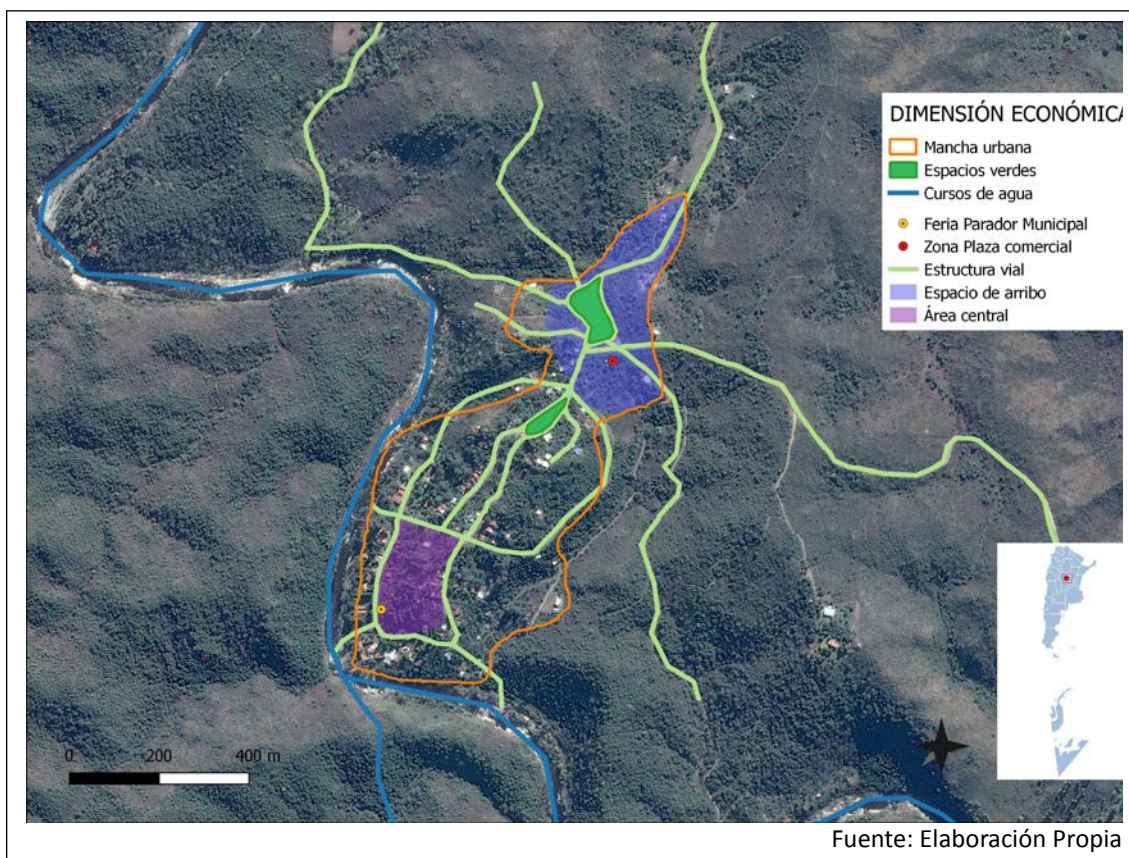 DIMENSIÓN ECONÓMICA
Mancha urbana
Espacios verdes
Cursos de agua
Feria Parador Municipal
Zona Plaza comercial
Estructura vial
Espacio de arribo
Área central
0 200 400 m
Fuente: Elaboración Propia